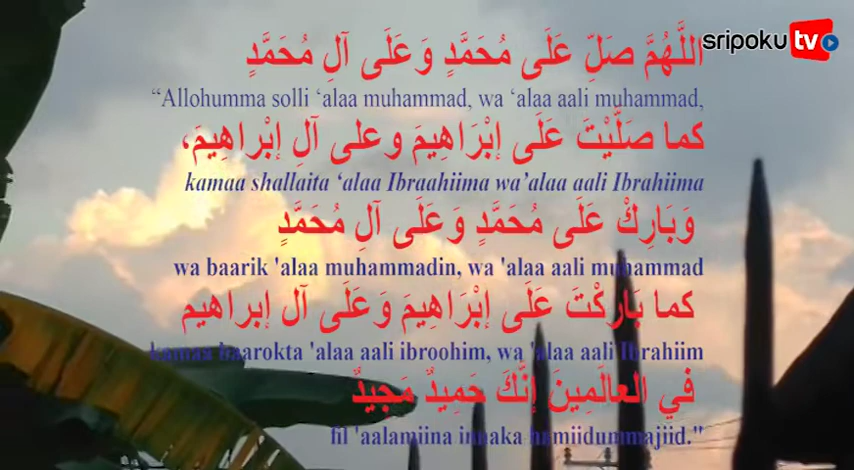 sripoku tv
اللَّهُمَّ صَلِّ عَلَى مُحَمَّدٍ وَعَلَى آلِ مُحَمَّدٍ
“Allohumma solli ‘alaa muhammad, wa ‘alaa aali muhammad,
كما صَلَّيْتَ عَلَى إبْرَاهِيمَ وعلى آلِ إبْراهِيمَ،
kamaa shallaita ‘alaa Ibraahiima wa’alaa aali Ibrahiima
وَبَارِكْ عَلَى مُحَمَّدٍ وَعَلَى آلِ مُحَمَّدٍ
wa baarik 'alaa muhammadin, wa 'alaa aali muhammad
كما بَاركْتَ عَلَى إبْرَاهِيمَ وَعَلَى آل إبراهيم
kamaa baarokta 'alaa aali ibroohim, wa 'alaa aali Ibrahiim
فِي العالَمِينَ إنَّكَ حَمِيدٌ مَجِيدٌ
fil 'aalamiina innaka hamiidummajiid."